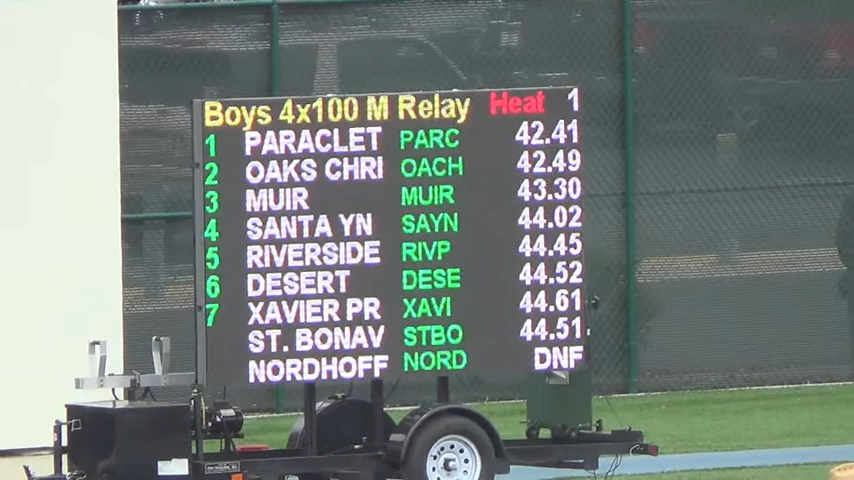 Boys 4x100 M Relay Heat 1
1 PARACLET PARC 42.41
2 OAKS CHRI OACH 42.49
3 MUIR MUIR 43.30
4 SANTA YN SAYN 44.02
5 RIVERSIDE RIVP 44.45
6 DESERT DESE 44.52
7 XAVIER PR XAVI 44.61
ST. BONAV STBO 44.51
NORDHOFF NORD DNF